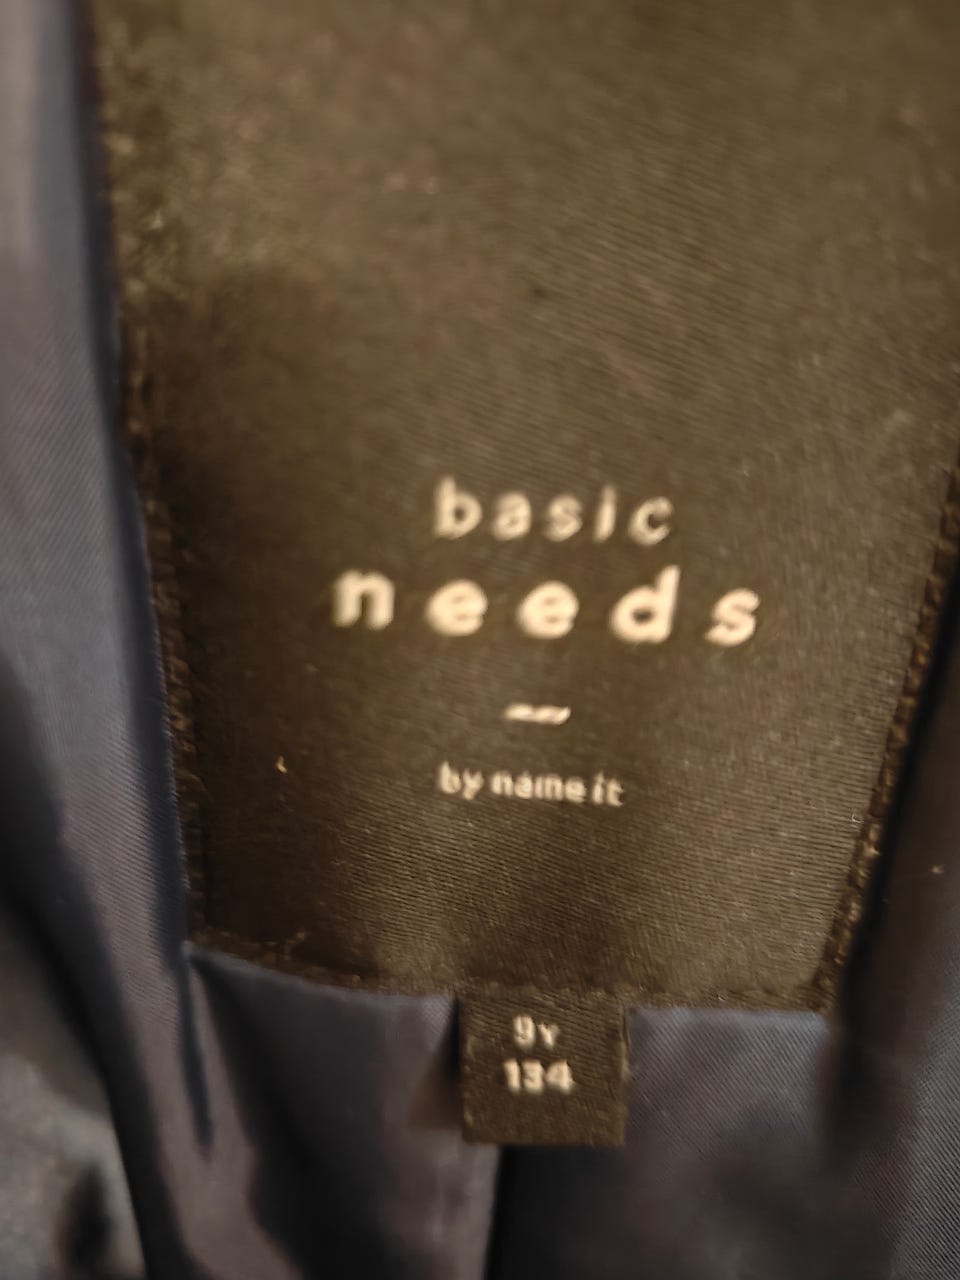 basic
needs
by name it
9Y
134